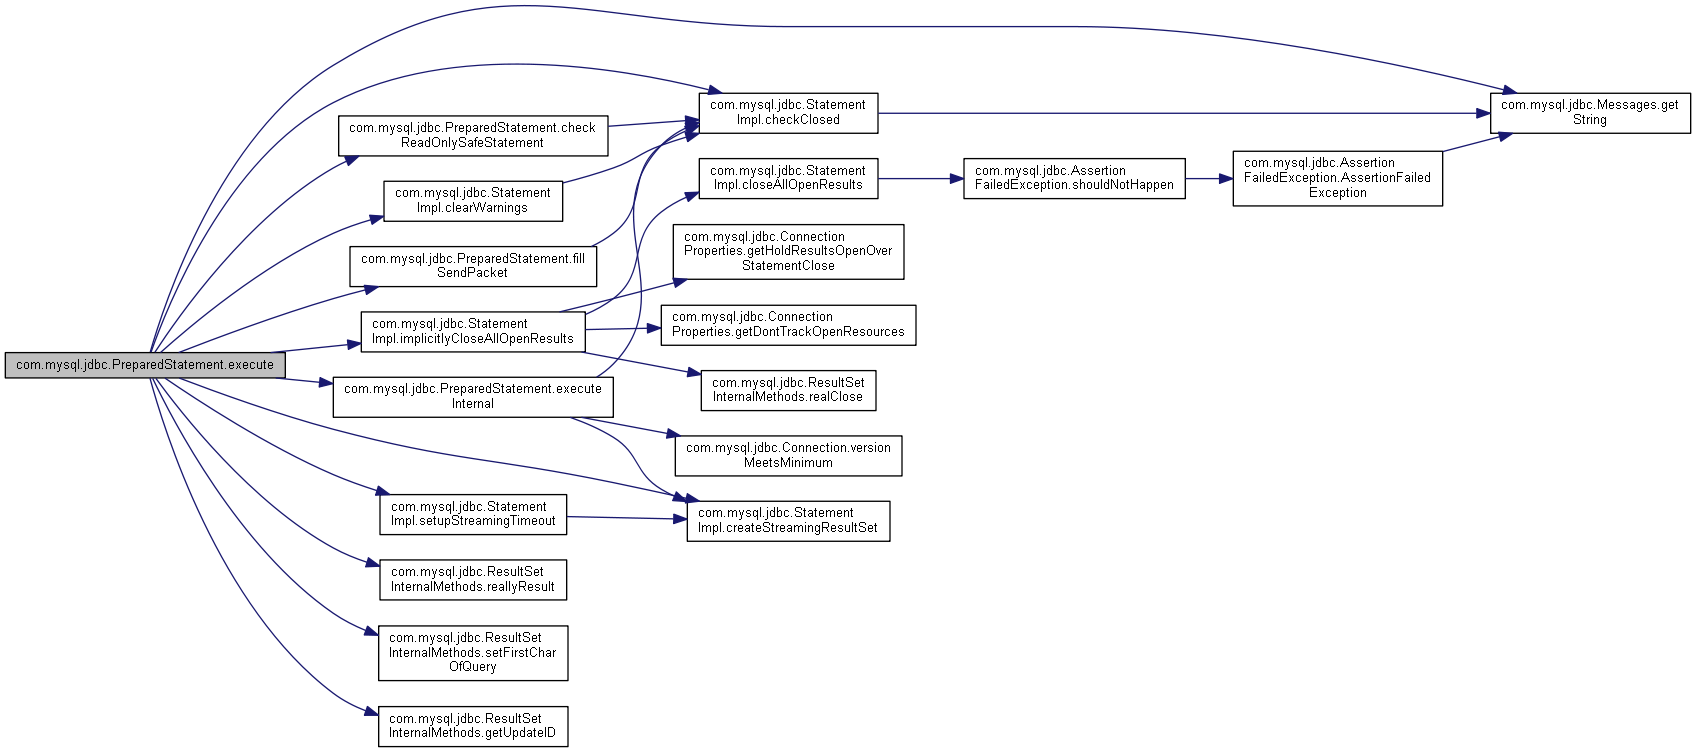 com.mysql.jdbc.PreparedStatement.execute
com.mysql.jdbc.PreparedStatement.check
ReadOnlySafeStatement
com.mysql.jdbc.Statement
Impl.clearWarnings
com.mysql.jdbc.PreparedStatement.fill
SendPacket
com.mysql.jdbc.Statement
Impl.implicitlyCloseAllOpenResults
com.mysql.jdbc.PreparedStatement.execute
Internal
com.mysql.jdbc.Statement
Impl.setupStreamingTimeout
com.mysql.jdbc.ResultSet
InternalMethods.reallyResult
com.mysql.jdbc.ResultSet
InternalMethods.setFirstChar
OfQuery
com.mysql.jdbc.ResultSet
InternalMethods.getUpdateID
com.mysql.jdbc.Statement
Impl.checkClosed
com.mysql.jdbc.Statement
Impl.closeAllOpenResults
com.mysql.jdbc.Connection
Properties.getHoldResultsOpenOver
StatementClose
com.mysql.jdbc.Connection
Properties.getDontTrackOpenResources
com.mysql.jdbc.ResultSet
InternalMethods.realClose
com.mysql.jdbc.Connection.version
MeetsMinimum
com.mysql.jdbc.Statement
Impl.createStreamingResultSet
com.mysql.jdbc.Assertion
FailedException.shouldNotHappen
com.mysql.jdbc.Assertion
FailedException.AssertionFailed
Exception
com.mysql.jdbc.Messages.get
String